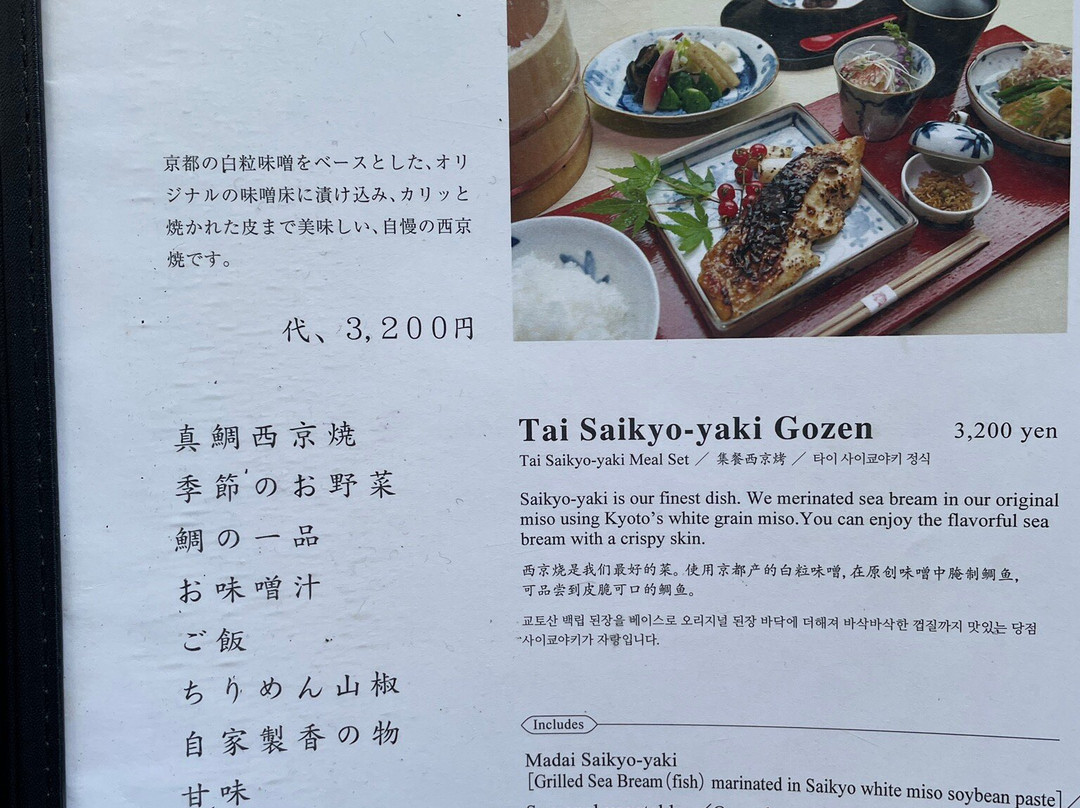 京都の白粒味噌をベースとした、オリ
ジナルの味噌床に漬け込み、カリッと
焼かれた皮まで美味しい、自慢の西京
焼です。
代、3,200円
真鯛西京焼
季節のお野菜
鯛の一品
お味噌汁
ご飯
ちりめん山椒
自家製香の物
甘味
Tai Saikyo-yaki Gozen 3,200 yen
Tai Saikyo-yaki Meal Set ／ 集餐西京烤 ／ 타이 사이쿄야키 정식
Saikyo-yaki is our finest dish. We merinated sea bream in our original
miso using Kyoto's white grain miso.You can enjoy the flavorful sea
bream with a crispy skin.
西京烧是我们最好的菜。使用京都产的白粒味噌，在原创味噌中腌制鲷鱼，
可品尝到皮脆可口的鲷鱼。
교토산 백립 된장을 베이스로 오리지널 된장 바닥에 더해져 바삭바삭한 껍질까지 맛있는 당점
사이쿄야키가 자랑입니다.
Includes
Madai Saikyo-yaki
[Grilled Sea Bream (fish) marinated in Saikyo white miso soybean paste]